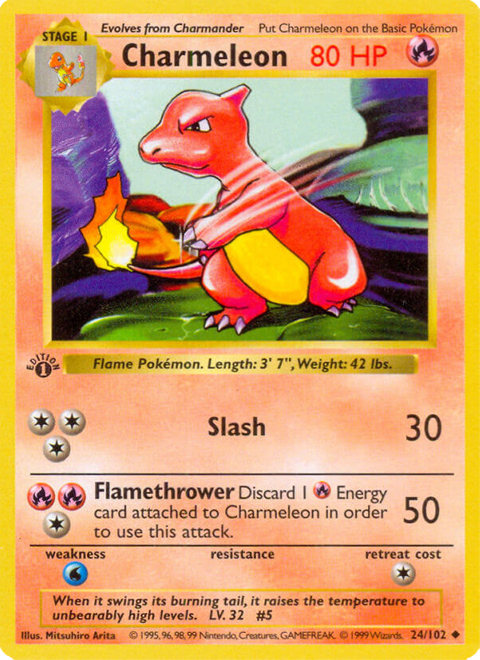 Evolves from Charmander Put Charmeleon on the Basic Pokémon
STAGE 1
Charmeleon 80 HP
EDITION
1
Flame Pokémon. Length: 3' 7", Weight: 42 lbs.
Slash 30
Flamethrower Discard 1 Energy
card attached to Charmeleon in order
to use this attack.
50
weakness resistance retreat cost
When it swings its burning tail, it raises the temperature to
unbearably high levels. LV. 32 #5
Illus. Mitsuhiro Arita © 1995, 96, 98, 99 Nintendo, Creatures, GAMEFREAK. © 1999 Wizards. 24/102